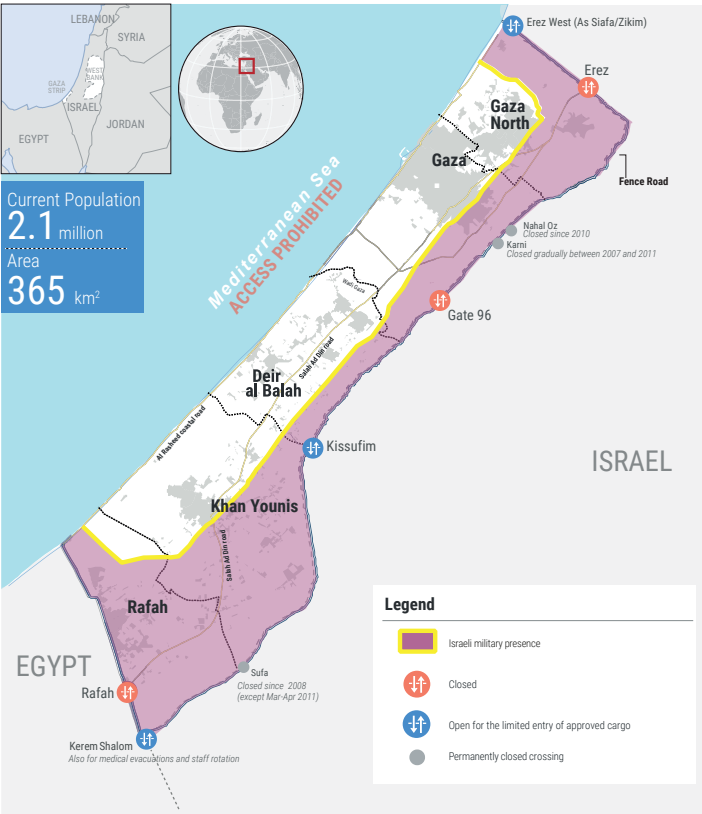 LEBANON
SYRIA
WEST
BANK
GAZA
STRIP
ISRAEL
JORDAN
EGYPT
Current Population
2.1 million
Area
365 km²
Mediterranean Sea
ACCESS PROHIBITED
Erez West (As Siafa/Zikim)
Erez
Gaza
North
Gaza
Fence Road
Nahal Oz
Closed since 2010
Karni
Closed gradually between 2007 and 2011
Wadi Gaza
Gate 96
Salah Ad Din road
Deir
al Balah
Al Rasheed coastal road
Kissufim
ISRAEL
Khan Younis
Salah Ad Din road
Rafah
EGYPT
Sufa
Closed since 2008
(except Mar-Apr 2011)
Rafah
Kerem Shalom
Also for medical evacuations and staff rotation
Legend
Israeli military presence
Closed
Open for the limited entry of approved cargo
Permanently closed crossing